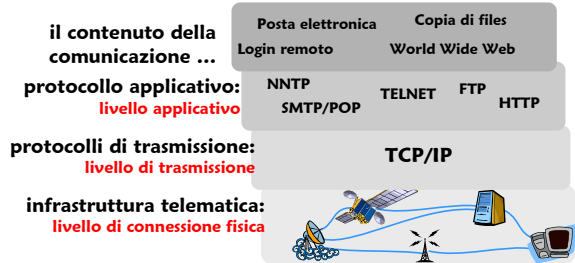 il contenuto della
comunicazione ...
Posta elettronica
Copia di files
Login remoto
World Wide Web
protocollo applicativo:
livello applicativo
NNTP
SMTP/POP
TELNET
FTP
HTTP
protocolli di trasmissione:
livello di trasmissione
TCP/IP
infrastruttura telematica:
livello di connessione fisica